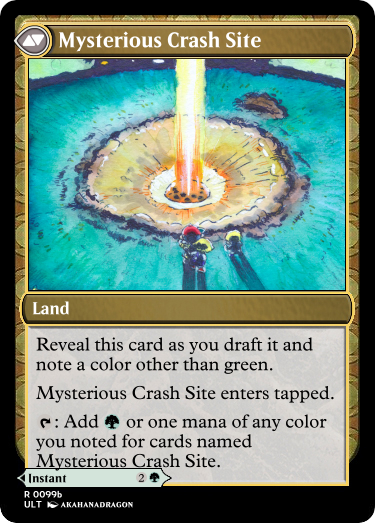 Mysterious Crash Site
Land
Reveal this card as you draft it and
note a color other than green.
Mysterious Crash Site enters tapped.
: Add or one mana of any color
you noted for cards named
Mysterious Crash Site.
Instant 2
R 0099b
ULT AKAHANADRAGON